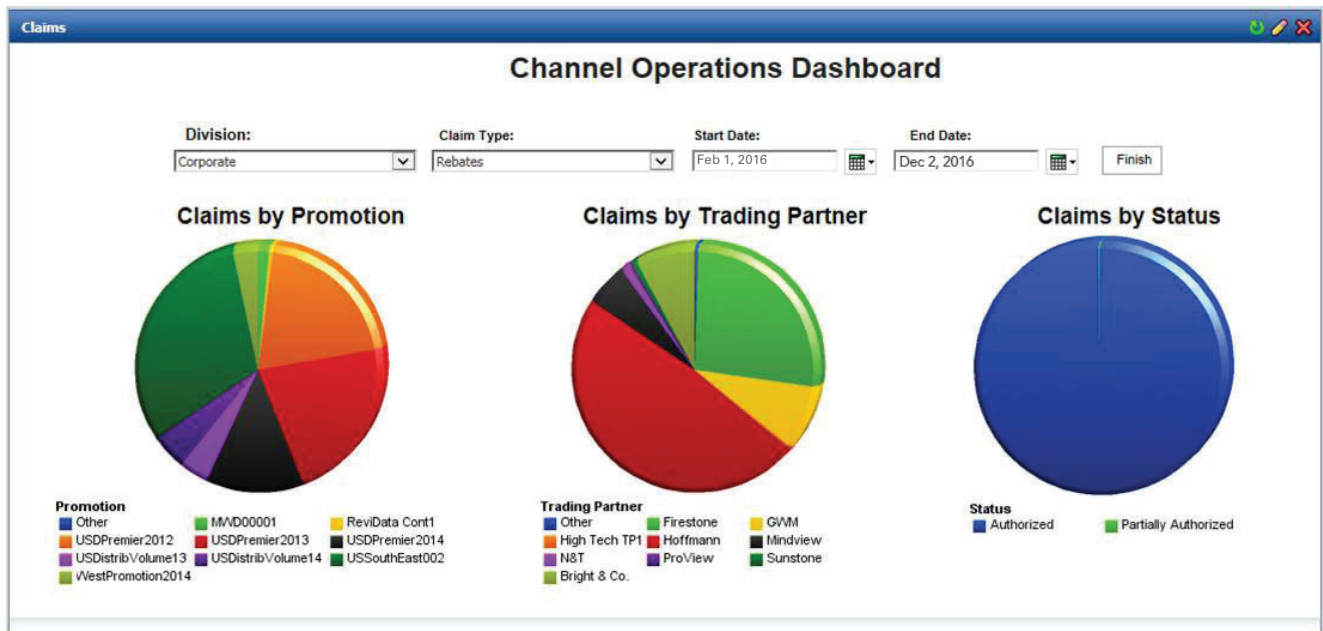 Claims
Channel Operations Dashboard
Division: Claim Type: Start Date: End Date:
Corporate Rebates Feb 1, 2016 Dec 2, 2016 Finish
Claims by Promotion Claims by Trading Partner Claims by Status
Promotion
Other MWD00001 ReviData Cont1
USDPremier2012 USDPremier2013 USDPremier2014
USDistribVolume13 USDistribVolume14 USSouthEast002
WestPromotion2014
Trading Partner
Other Firestone GWM
High Tech TP1 Hoffmann Mindview
N&T ProView Sunstone
Bright & Co.
Status
Authorized Partially Authorized